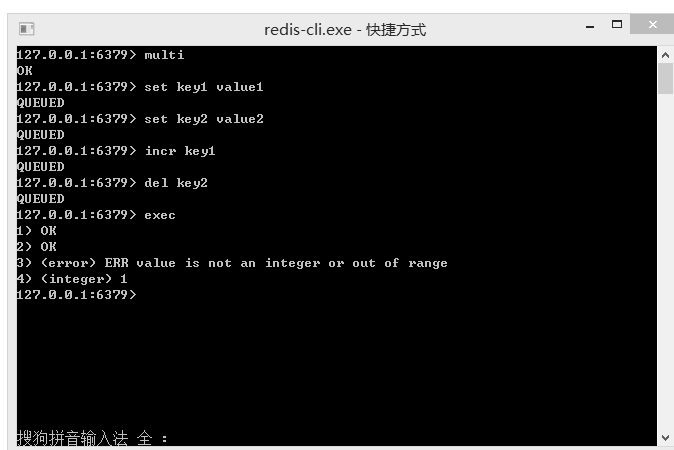 redis-cli.exe - 快捷方式
127.0.0.1:6379> multi
OK
127.0.0.1:6379> set key1 value1
QUEUED
127.0.0.1:6379> set key2 value2
QUEUED
127.0.0.1:6379> incr key1
QUEUED
127.0.0.1:6379> del key2
QUEUED
127.0.0.1:6379> exec
1) OK
2) OK
3) (error) ERR value is not an integer or out of range
4) (integer) 1
127.0.0.1:6379>
搜狗拼音输入法 全 :